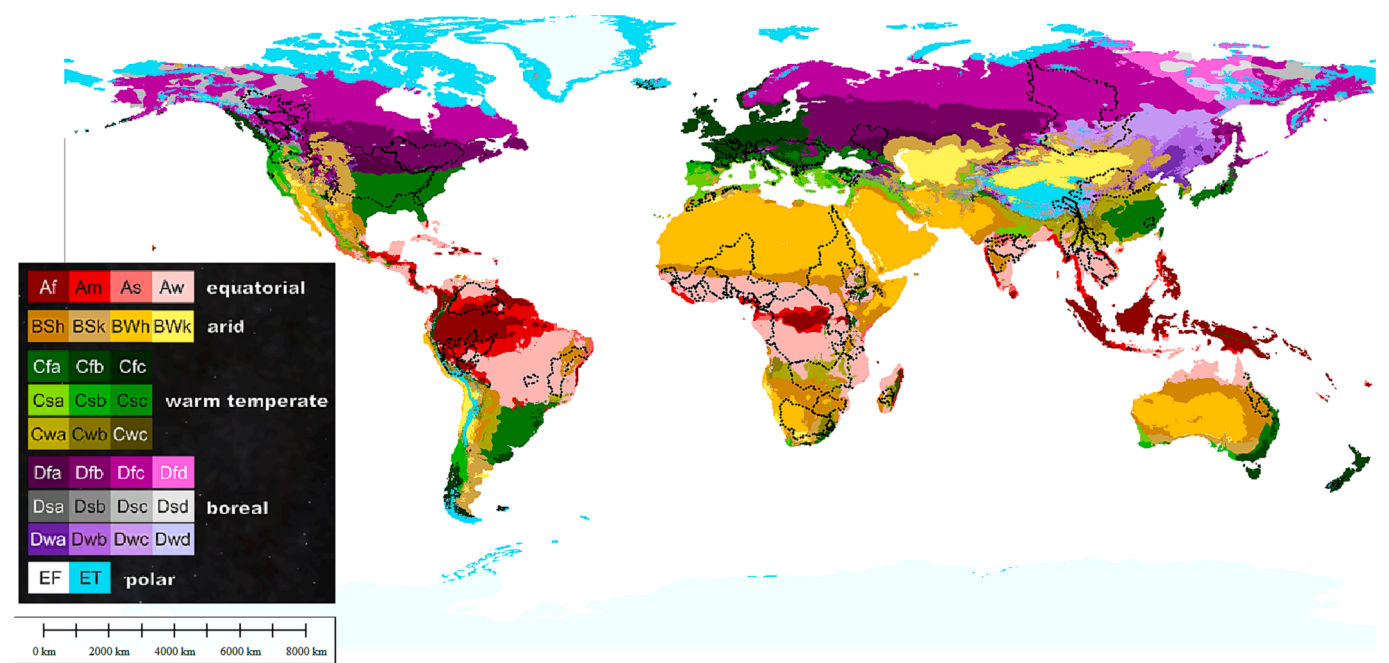 Af Am As Aw equatorial
BSh BSk BWh BWk arid
Cfa Cfb Cfc
Csa Csb Csc warm temperate
Cwa Cwb Cwc
Dfa Dfb Dfc Dfd
Dsa Dsb Dsc Dsd boreal
Dwa Dwb Dwc Dwd
EF ET polar
0 km 2000 km 4000 km 6000 km 8000 km